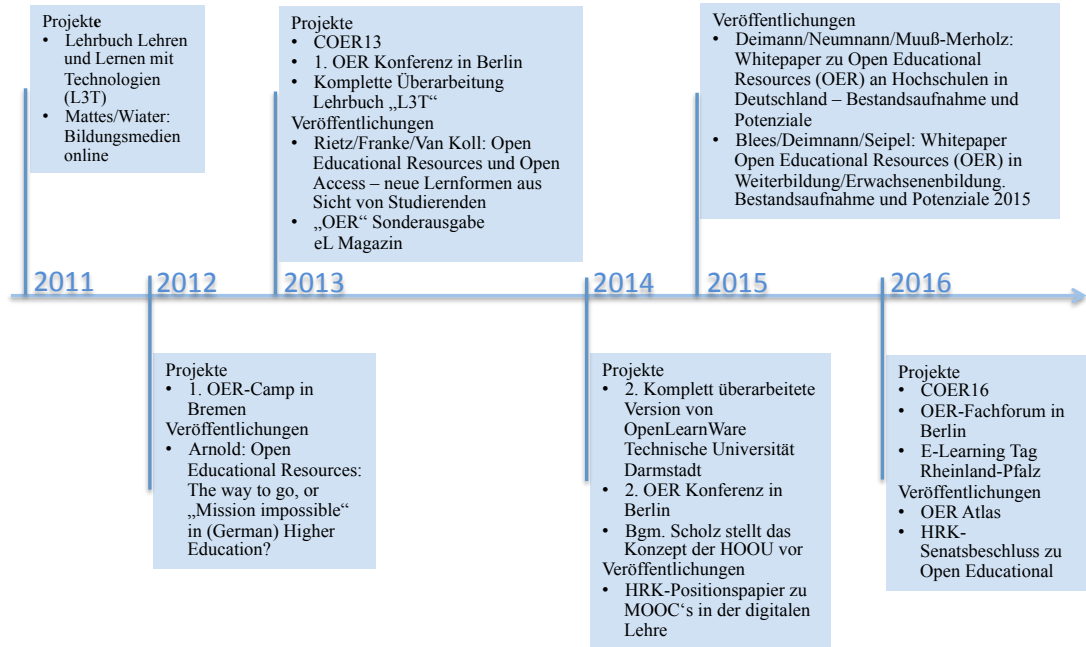 Projekte
• Lehrbuch Lehren
und Lernen mit
Technologien
(L3T)
• Mattes/Wiater:
Bildungsmedien
online
Projekte
• COER13
• 1. OER Konferenz in Berlin
• Komplette Überarbeitung
Lehrbuch „L3T“
Veröffentlichungen
• Rietz/Franke/Van Koll: Open
Educational Resources und Open
Access – neue Lernformen aus
Sicht von Studierenden
• „OER“ Sonderausgabe
eL Magazin
Veröffentlichungen
• Deimann/Neumnann/Muuß-Merholz:
Whitepaper zu Open Educational
Resources (OER) an Hochschulen in
Deutschland – Bestandsaufnahme und
Potenziale
• Blees/Deimnann/Seipel: Whitepaper
Open Educational Resources (OER) in
Weiterbildung/Erwachsenenbildung.
Bestandsaufnahme und Potenziale 2015
2011 2012 2013 2014 2015 2016
Projekte
• 1. OER-Camp in
Bremen
Veröffentlichungen
• Arnold: Open
Educational Resources:
The way to go, or
„Mission impossible“
in (German) Higher
Education?
Projekte
• 2. Komplett überarbeitete
Version von
OpenLearnWare
Technische Universität
Darmstadt
• 2. OER Konferenz in
Berlin
• Bgm. Scholz stellt das
Konzept der HOOU vor
Veröffentlichungen
• HRK-Positionspapier zu
MOOC‘s in der digitalen
Lehre
Projekte
• COER16
• OER-Fachforum in
Berlin
• E-Learning Tag
Rheinland-Pfalz
Veröffentlichungen
• OER Atlas
• HRK-
Senatsbeschluss zu
Open Educational